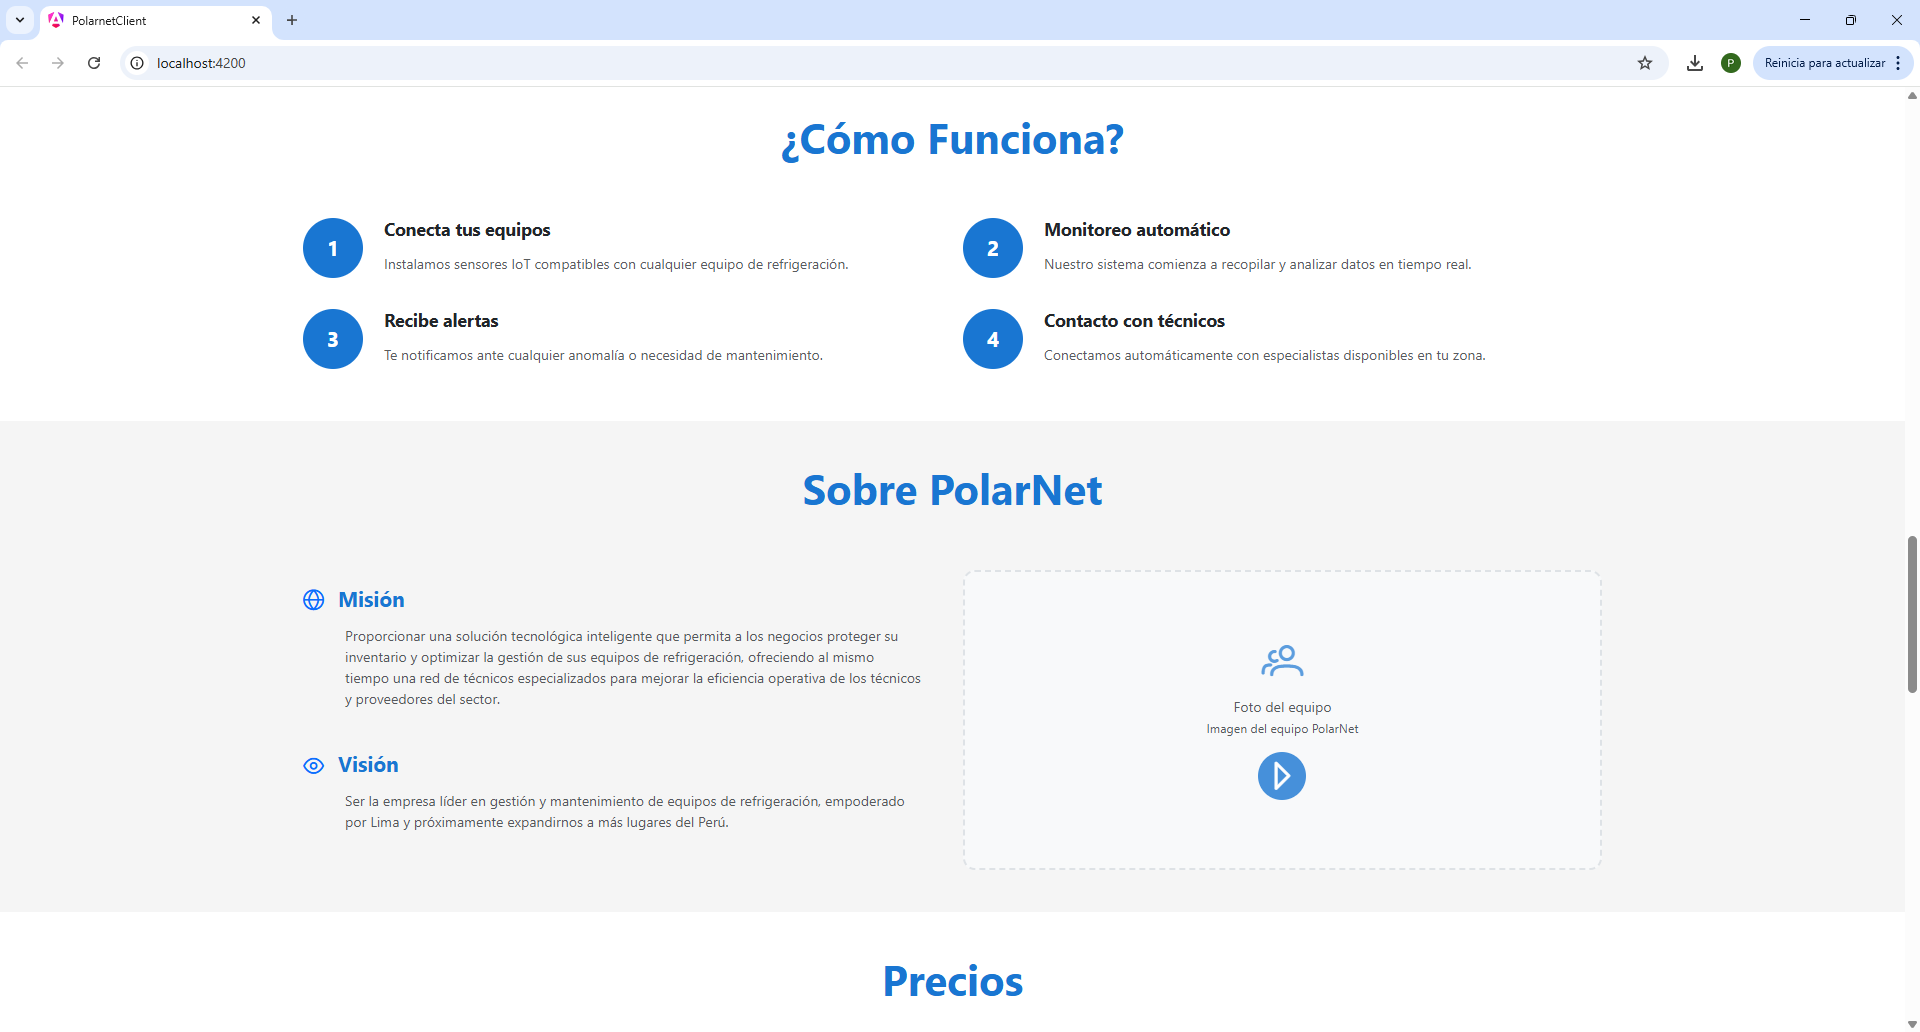 PolarnetClient
localhost:4200
P
Reinicia para actualizar
¿Cómo Funciona?
1
Conecta tus equipos
Instalamos sensores IoT compatibles con cualquier equipo de refrigeración.
2
Monitoreo automático
Nuestro sistema comienza a recopilar y analizar datos en tiempo real.
3
Recibe alertas
Te notificamos ante cualquier anomalía o necesidad de mantenimiento.
4
Contacto con técnicos
Conectamos automáticamente con especialistas disponibles en tu zona.
Sobre PolarNet
Misión
Proporcionar una solución tecnológica inteligente que permita a los negocios proteger su
inventario y optimizar la gestión de sus equipos de refrigeración, ofreciendo al mismo
tiempo una red de técnicos especializados para mejorar la eficiencia operativa de los técnicos
y proveedores del sector.
Visión
Ser la empresa líder en gestión y mantenimiento de equipos de refrigeración, empoderado
por Lima y próximamente expandirnos a más lugares del Perú.
Foto del equipo
Imagen del equipo PolarNet
Precios